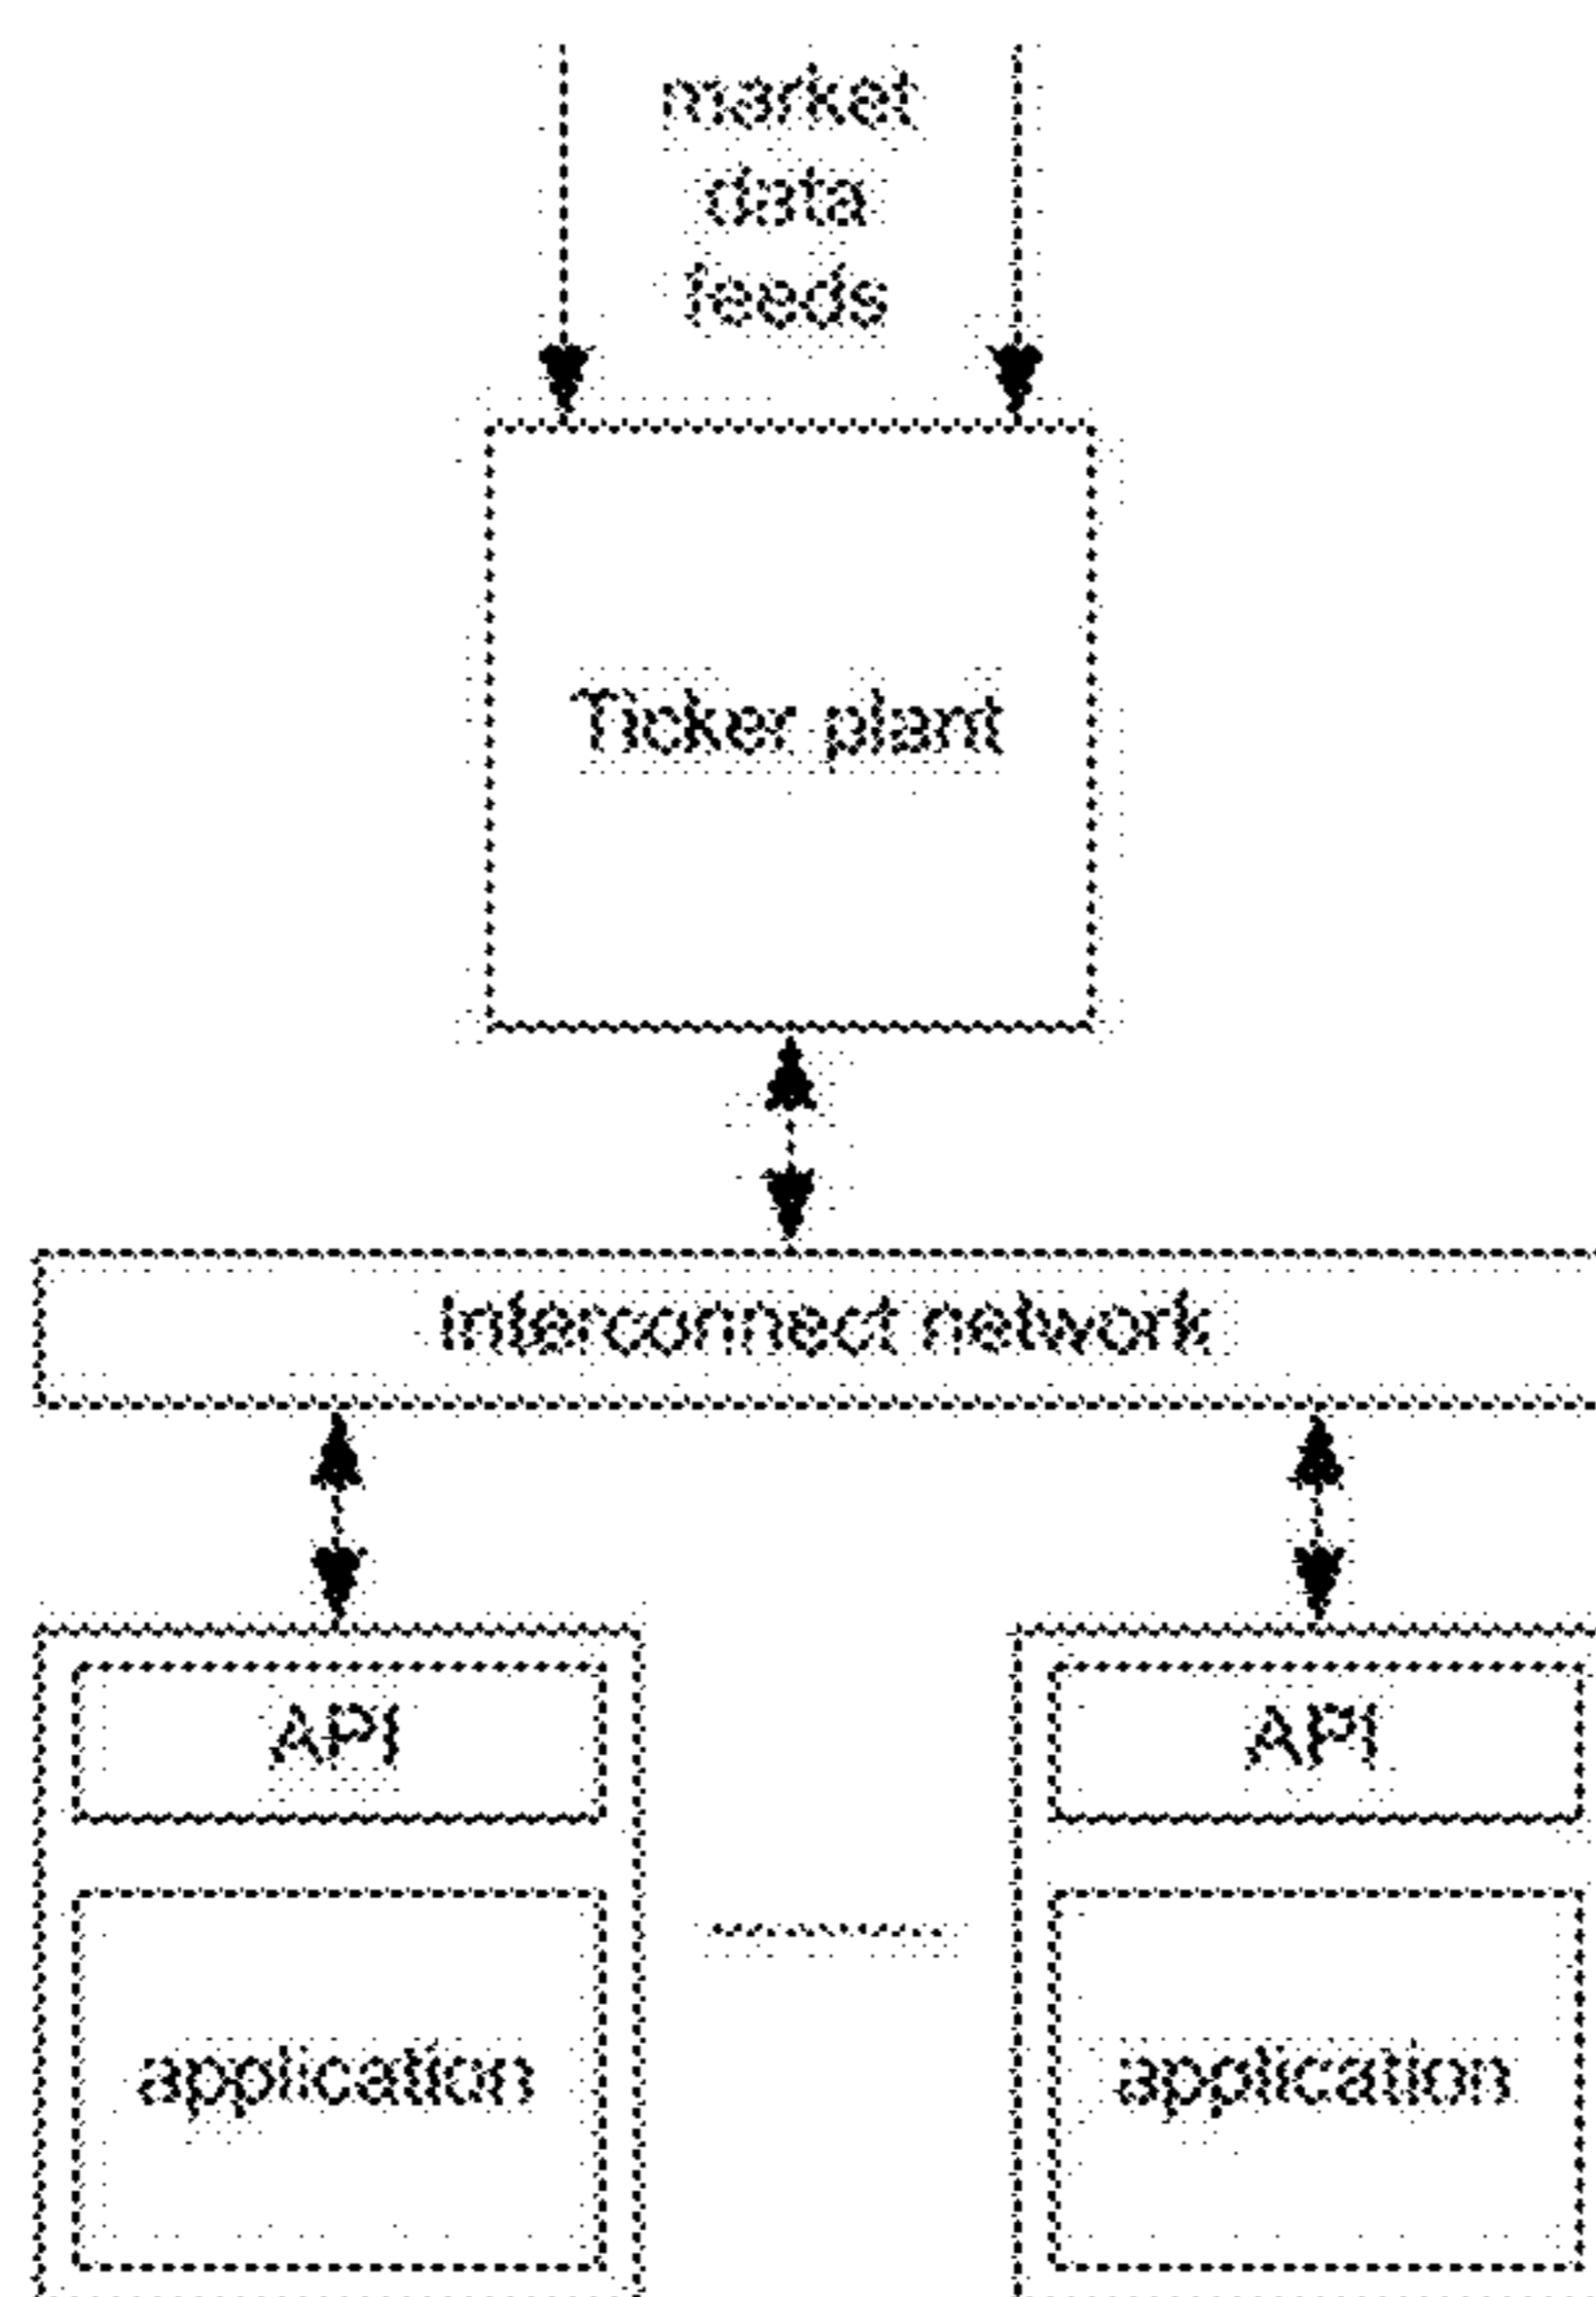 market
data
feeds
Ticker plant
interconnect network
API
API
application
application